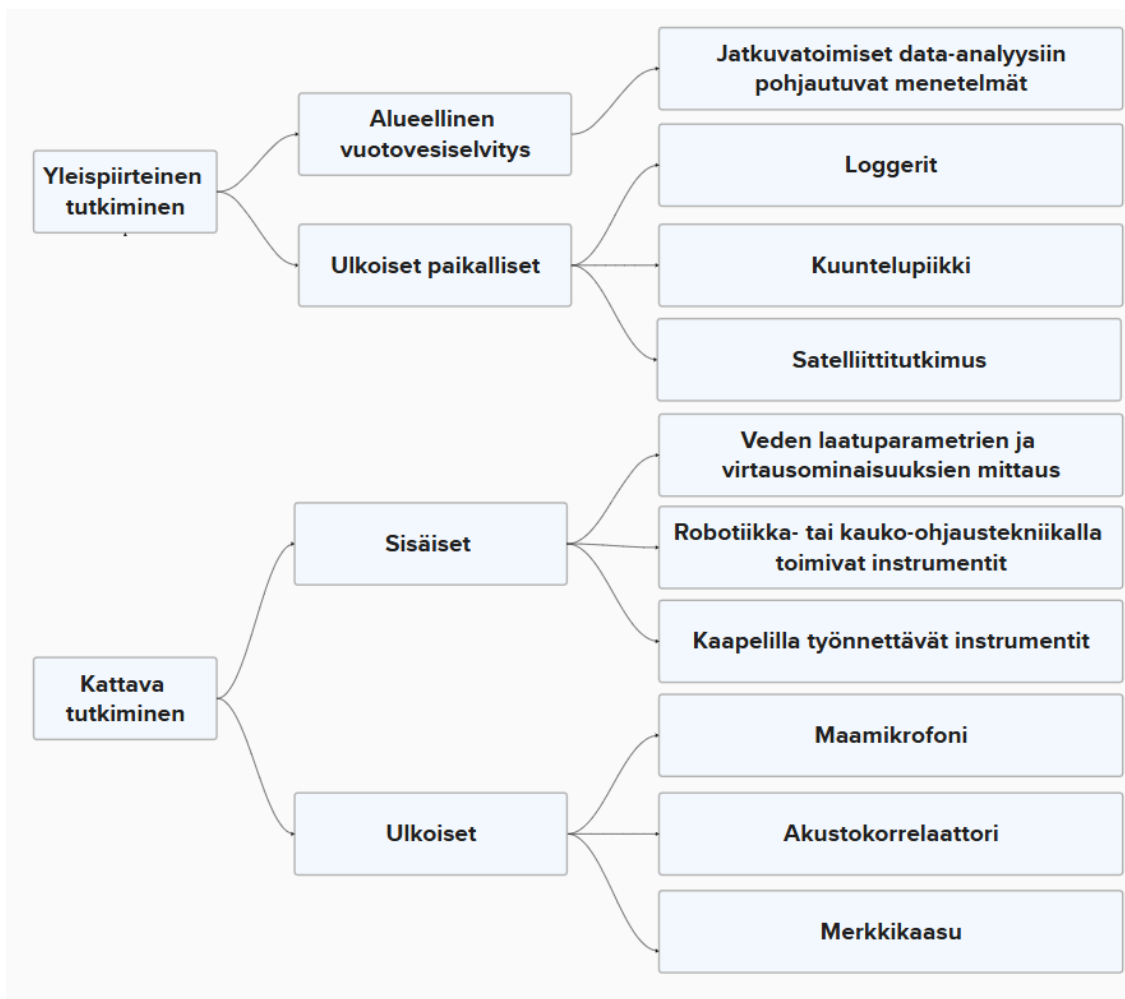 Yleispiirteinen
tutkiminen
Alueellinen
vuotovesiselvitys
Jatkuvatoimiset data-analyysiin
pohjautuvat menetelmät
Ulkoiset paikalliset
Loggerit
Kuuntelupiikki
Satelliittitutkimus
Kattava
tutkiminen
Sisäiset
Veden laatuparametrien ja
virtausominaisuuksien mittaus
Robotiikka- tai kauko-ohjaustekniikalla
toimivat instrumentit
Kaapelilla työnnettävät instrumentit
Ulkoiset
Maamikrofoni
Akustokorrelaattori
Merkkikaasu